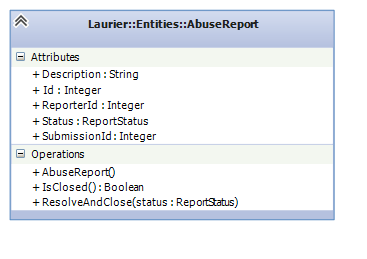 Laurier::Entities::AbuseReport
Attributes
+ Description : String
+ Id : Integer
+ ReporterId : Integer
+ Status : ReportStatus
+ SubmissionId : Integer
Operations
+ AbuseReport()
+ IsClosed() : Boolean
+ ResolveAndClose(status : ReportStatus)